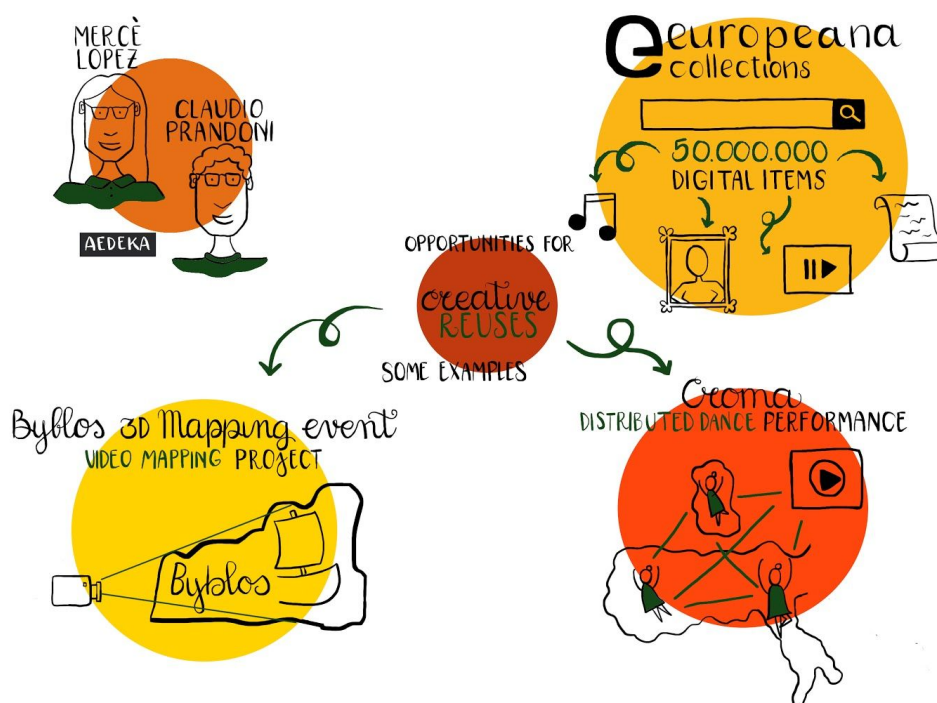 MERCÈ
LOPEZ
CLAUDIO
PRANDONI
AEDEKA
e europeana
collections
50.000.000
DIGITAL ITEMS
OPPORTUNITIES FOR
creative
REUSES
SOME EXAMPLES
Byblos 3D Mapping event
VIDEO MAPPING PROJECT
Byblos
Croma
DISTRIBUTED DANCE PERFORMANCE